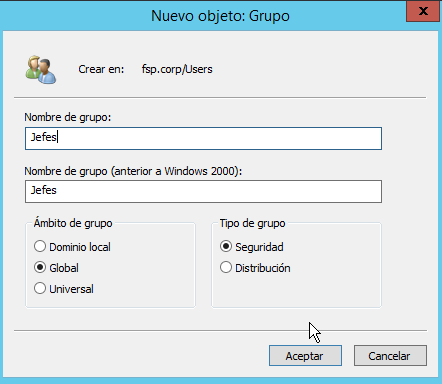 Nuevo objeto: Grupo
x
Crear en: fsp.corp/Users
Nombre de grupo:
Jefes
Nombre de grupo (anterior a Windows 2000):
Jefes
Ámbito de grupo
Dominio local
Global
Universal
Tipo de grupo
Seguridad
Distribución
Aceptar Cancelar